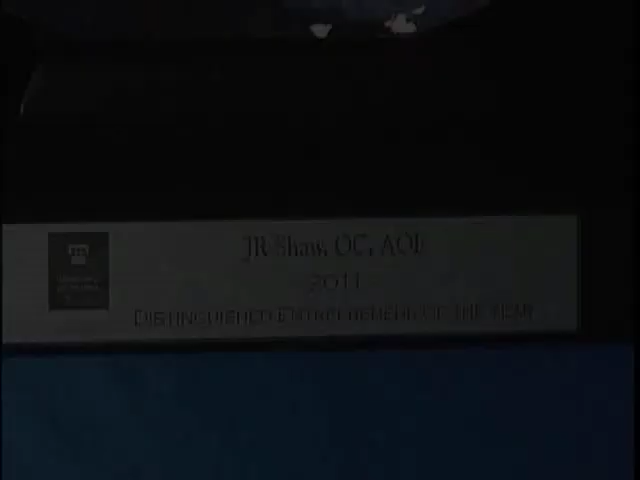 JR Shaw, OC, AOE
2011
DISTINGUISHED ENTREPRENEUR OF THE YEAR